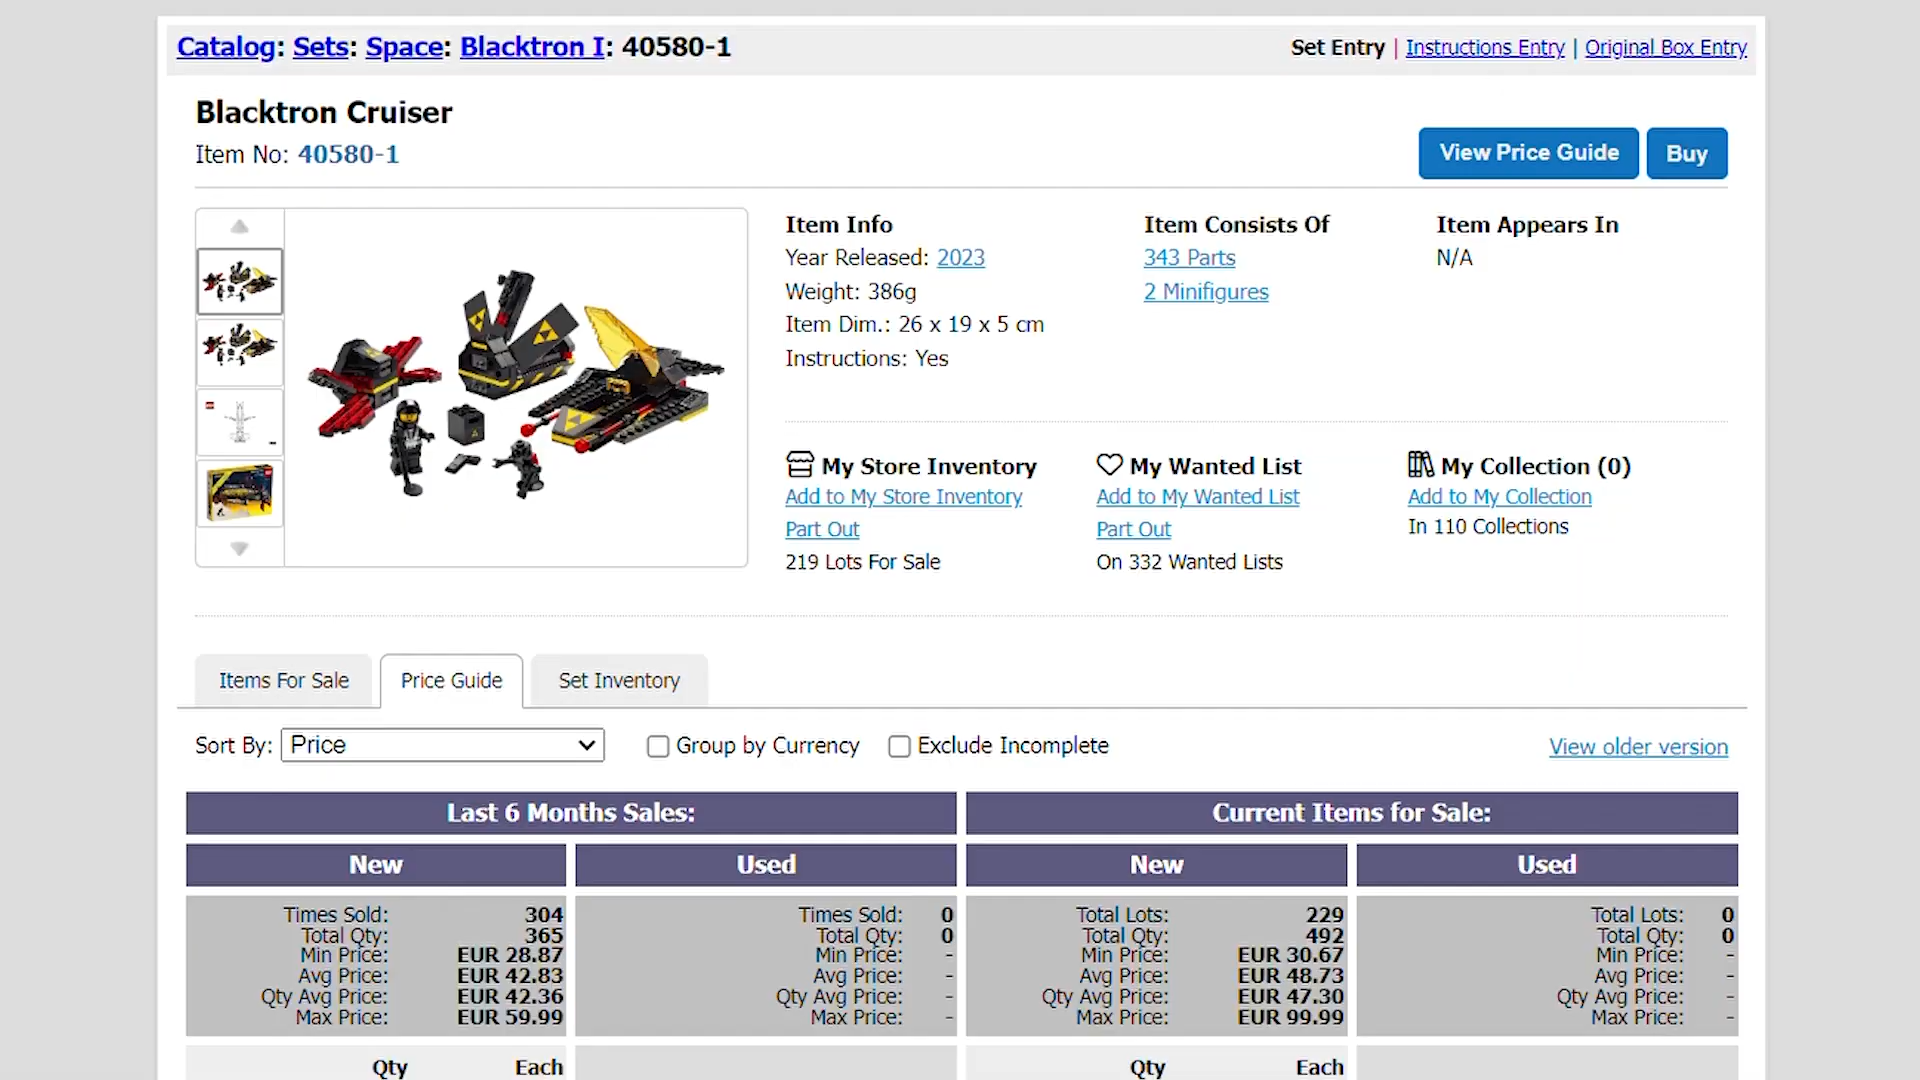 Catalog: Sets: Space: Blacktron I: 40580-1
Set Entry | Instructions Entry | Original Box Entry
Blacktron Cruiser
Item No: 40580-1
View Price Guide
Buy
Item Info
Year Released: 2023
Weight: 386g
Item Dim.: 26 x 19 x 5 cm
Instructions: Yes
Item Consists Of
343 Parts
2 Minifigures
Item Appears In
N/A
My Store Inventory
Add to My Store Inventory
Part Out
219 Lots For Sale
My Wanted List
Add to My Wanted List
Part Out
On 332 Wanted Lists
My Collection (0)
Add to My Collection
In 110 Collections
Items For Sale
Price Guide
Set Inventory
Sort By: Price
Group by Currency
Exclude Incomplete
View older version
Last 6 Months Sales:
Current Items for Sale:
New
Used
New
Used
Times Sold: 304
Total Qty: 365
Min Price: EUR 28.87
Avg Price: EUR 42.83
Qty Avg Price: EUR 42.36
Max Price: EUR 59.99
Times Sold: 0
Total Qty: 0
Min Price: -
Avg Price: -
Qty Avg Price: -
Max Price: -
Total Lots: 229
Total Qty: 492
Min Price: EUR 30.67
Avg Price: EUR 48.73
Qty Avg Price: EUR 47.30
Max Price: EUR 99.99
Total Lots: 0
Total Qty: 0
Min Price: -
Avg Price: -
Qty Avg Price: -
Max Price: -
Qty Each
Qty Each